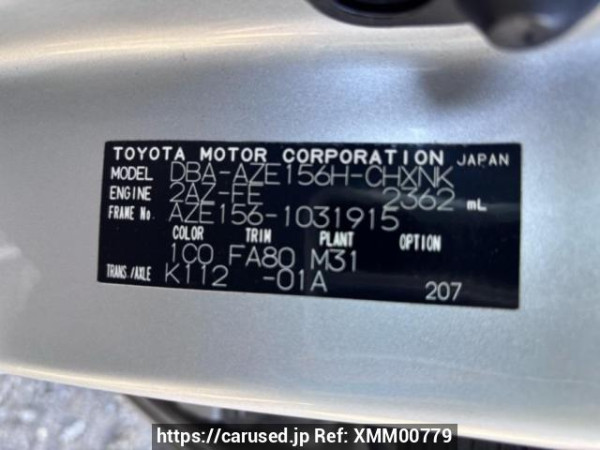 TOYOTA MOTOR CORPORATION JAPAN
MODEL DBA-AZE156H-CHXNK
ENGINE 2AZ-FE 2362 mL
FRAME No. AZE156-1031915
COLOR TRIM PLANT OPTION
1C0 FA80 M31
TRANS./AXLE K112 -01A
207
https://carused.jp Ref: XMM00779